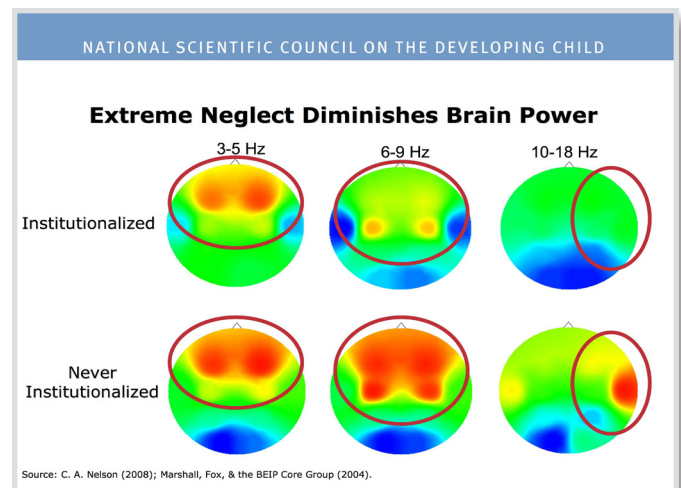 NATIONAL SCIENTIFIC COUNCIL ON THE DEVELOPING CHILD
Extreme Neglect Diminishes Brain Power
3-5 Hz
6-9 Hz
10-18 Hz
Institutionalized
Never
Institutionalized
Source: C. A. Nelson (2008); Marshall, Fox, & the BEIP Core Group (2004).